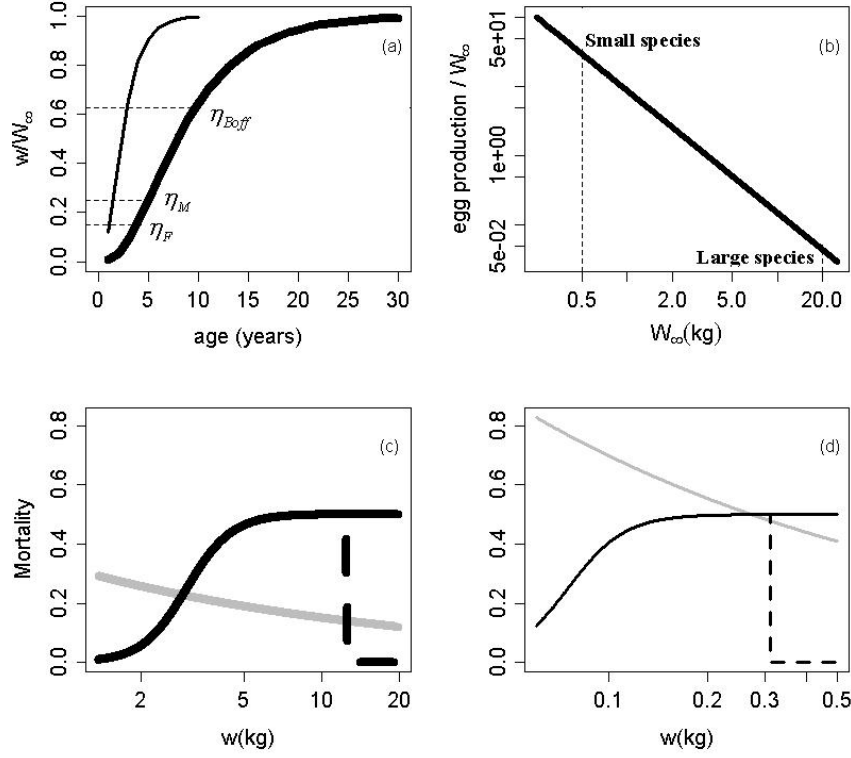 (a)
w/W∞
1.0
0.8
0.6
0.4
0.2
0.0
η_Boff
η_M
η_F
0 5 10 15 20 25 30
age (years)
(b)
egg production / W∞
5e+01
1e+00
5e-02
Small species
Large species
0.5 2.0 5.0 20.0
W∞(kg)
(c)
Mortality
0.8
0.6
0.4
0.2
0.0
2 5 10 20
w(kg)
(d)
0.8
0.6
0.4
0.2
0.0
0.1 0.2 0.3 0.5
w(kg)